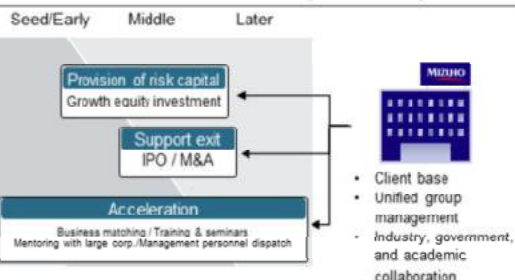 Seed/Early Middle Later
Provision of risk capital
Growth equity investment
Support exit
IPO / M&A
Acceleration
Business matching / Training & seminars
Mentoring with large corp./Management personnel dispatch
MIZUHO
• Client base
• Unified group
management
- Industry, government,
and academic
collaboration